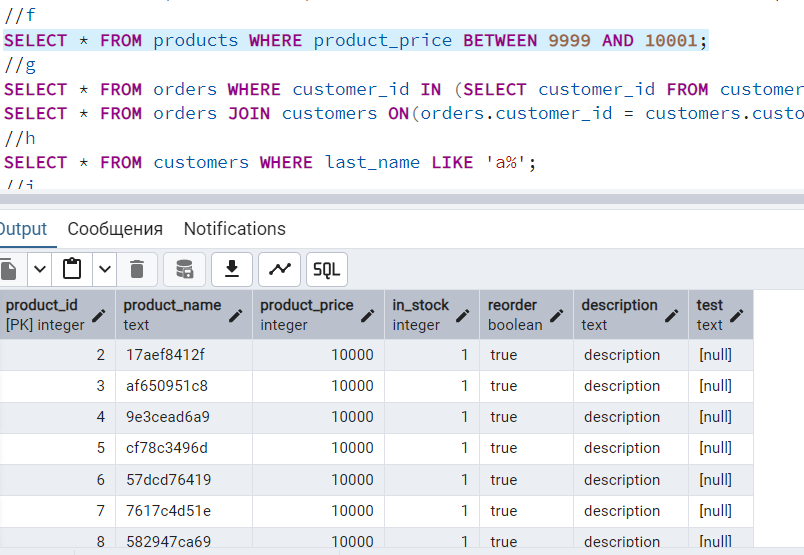 //f
SELECT * FROM products WHERE product_price BETWEEN 9999 AND 10001;
//g
SELECT * FROM orders WHERE customer_id IN (SELECT customer_id FROM customer
SELECT * FROM orders JOIN customers ON(orders.customer_id = customers.custo
//h
SELECT * FROM customers WHERE last_name LIKE 'a%';
//i
Output Сообщения Notifications
SQL
product_id product_name product_price in_stock reorder description test
[PK] integer text integer integer boolean text text
2 17aef8412f 10000 1 true description [null]
3 af650951c8 10000 1 true description [null]
4 9e3cead6a9 10000 1 true description [null]
5 cf78c3496d 10000 1 true description [null]
6 57dcd76419 10000 1 true description [null]
7 7617c4d51e 10000 1 true description [null]
8 582947ca69 10000 1 true description [null]